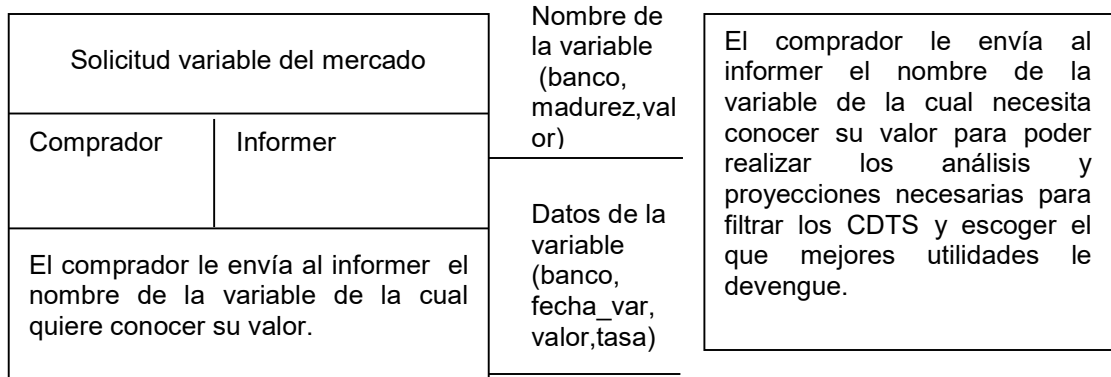 Solicitud variable del mercado
Comprador
Informer
El comprador le envía al informer el
nombre de la variable de la cual
quiere conocer su valor.
Nombre de
la variable
(banco,
madurez,val
or)
Datos de la
variable
(banco,
fecha_var,
valor,tasa)
El comprador le envía al
informer el nombre de la
variable de la cual necesita
conocer su valor para poder
realizar los análisis y
proyecciones necesarias para
filtrar los CDTS y escoger el
que mejores utilidades le
devengue.